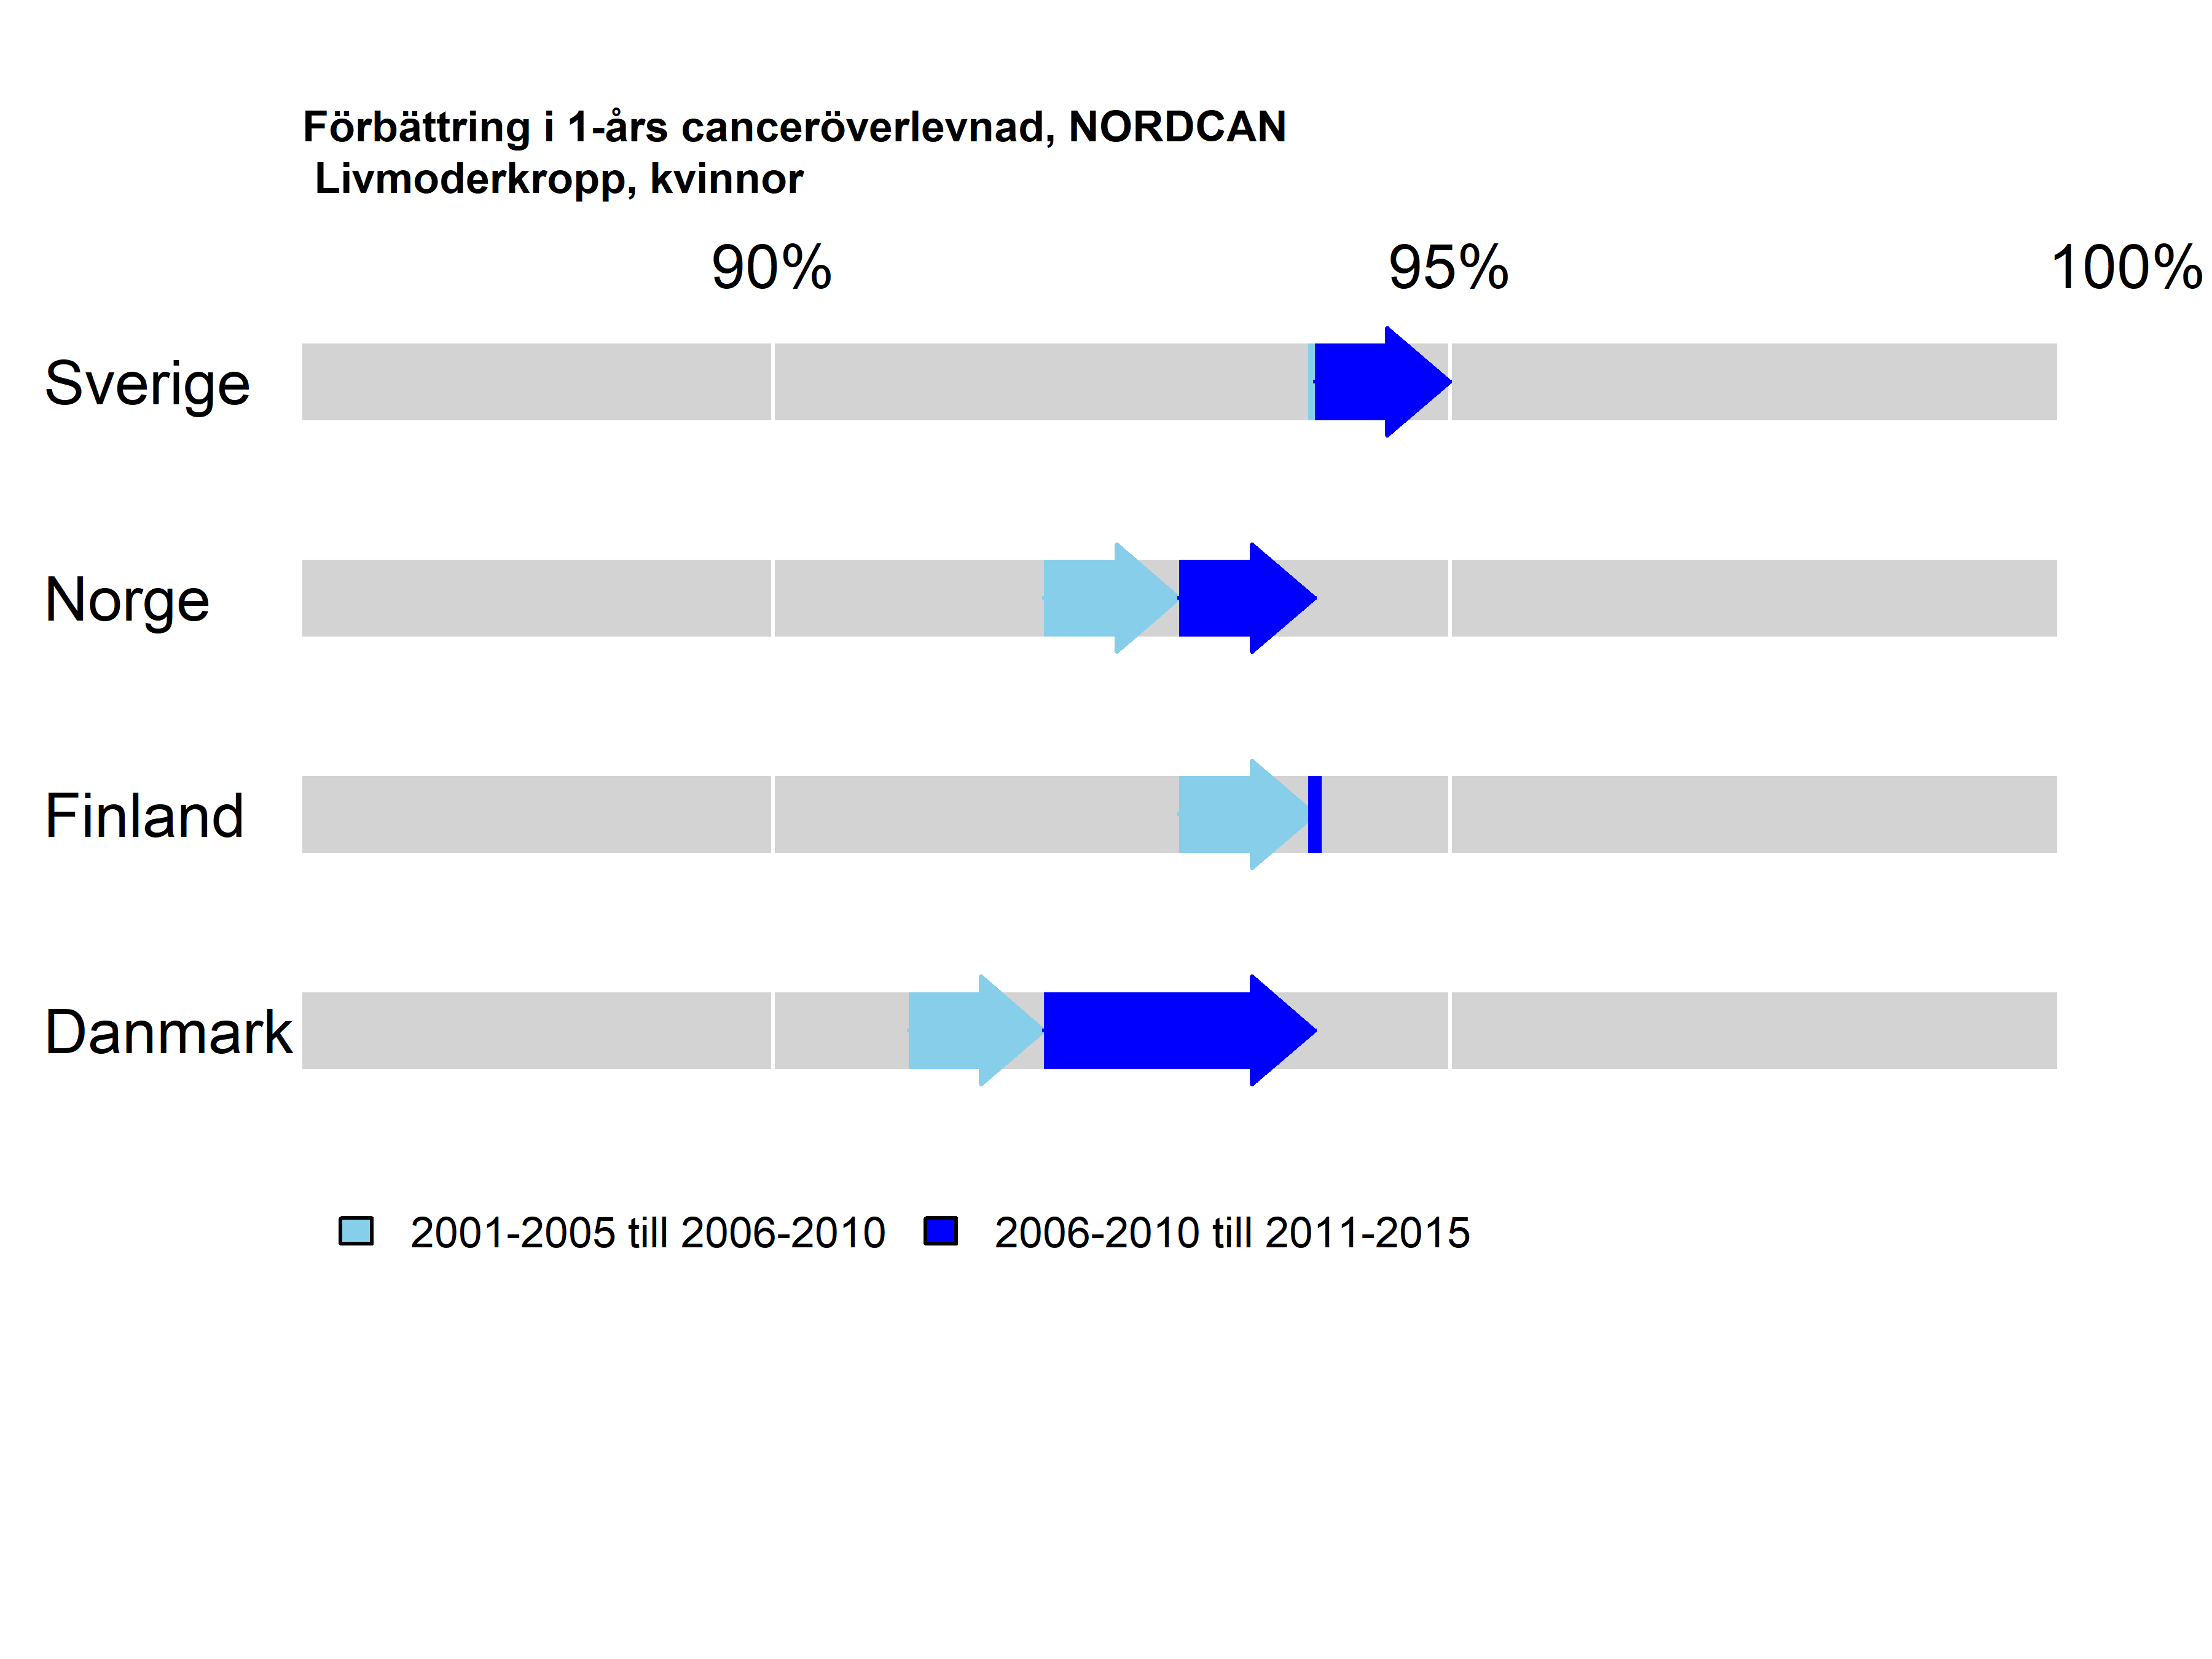 Förbättring i 1-års canceröverlevnad, NORDCAN
Livmoderkropp, kvinnor
90% 95% 100%
Sverige
Norge
Finland
Danmark
2001-2005 till 2006-2010 2006-2010 till 2011-2015